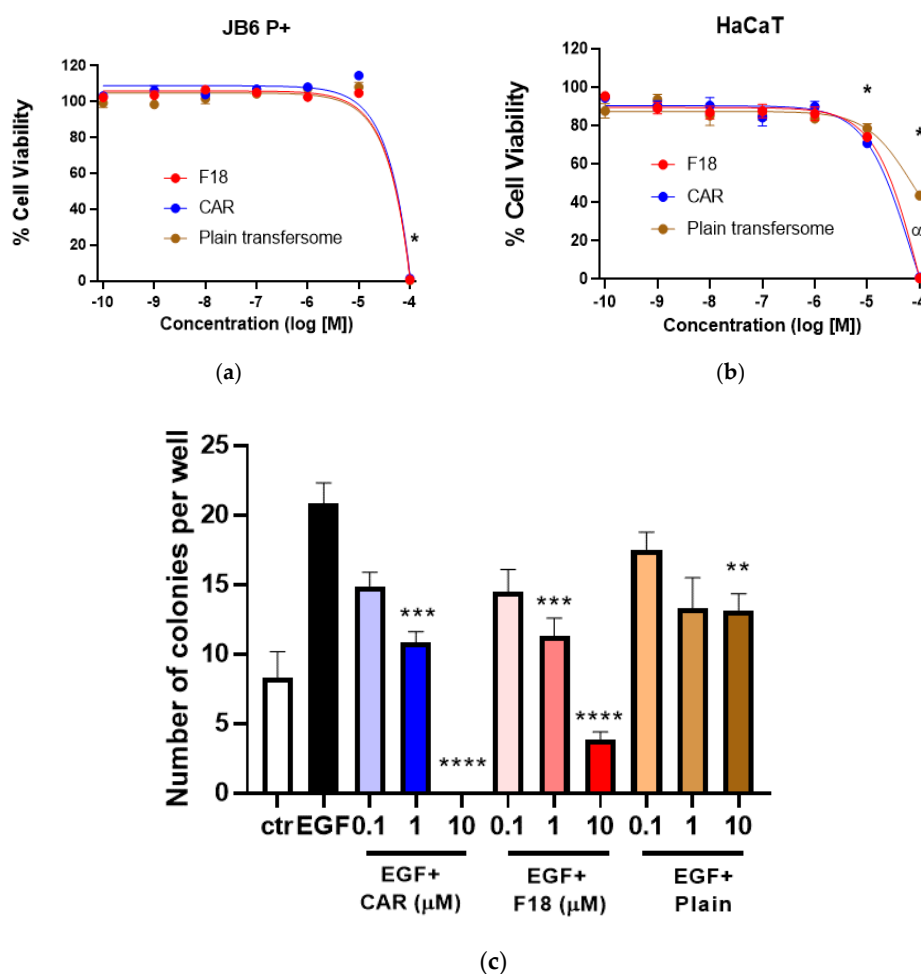 JB6 P+
120
100
80
60
40
20
0
% Cell Viability
F18
CAR
Plain transfersome
*
-10 -9 -8 -7 -6 -5 -4
Concentration (log [M])
(a)
HaCaT
120
100
80
60
40
20
0
% Cell Viability
F18
CAR
Plain transfersome
*
*
α
-10 -9 -8 -7 -6 -5 -4
Concentration (log [M])
(b)
Number of colonies per well
25
20
15
10
5
0
***
****
***
****
**
ctr EGF 0.1 1 10 0.1 1 10 0.1 1 10
EGF+
CAR (μM)
EGF+
F18 (μM)
EGF+
Plain
(c)